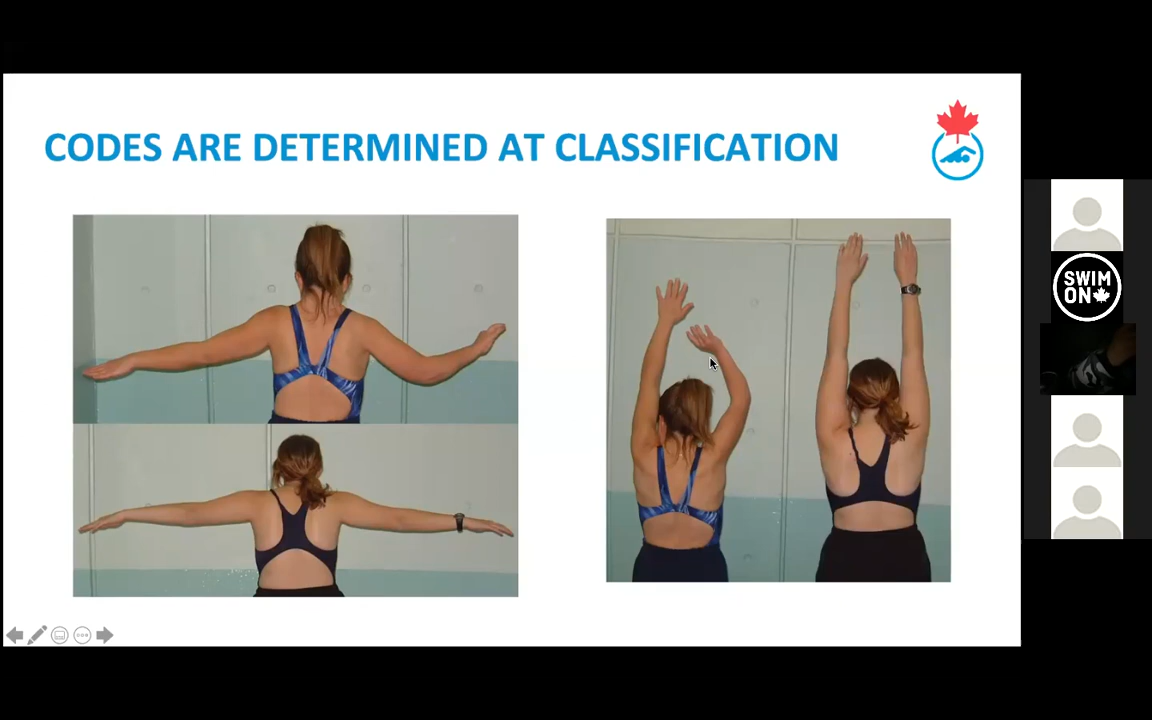 CODES ARE DETERMINED AT CLASSIFICATION
SWIM
ON